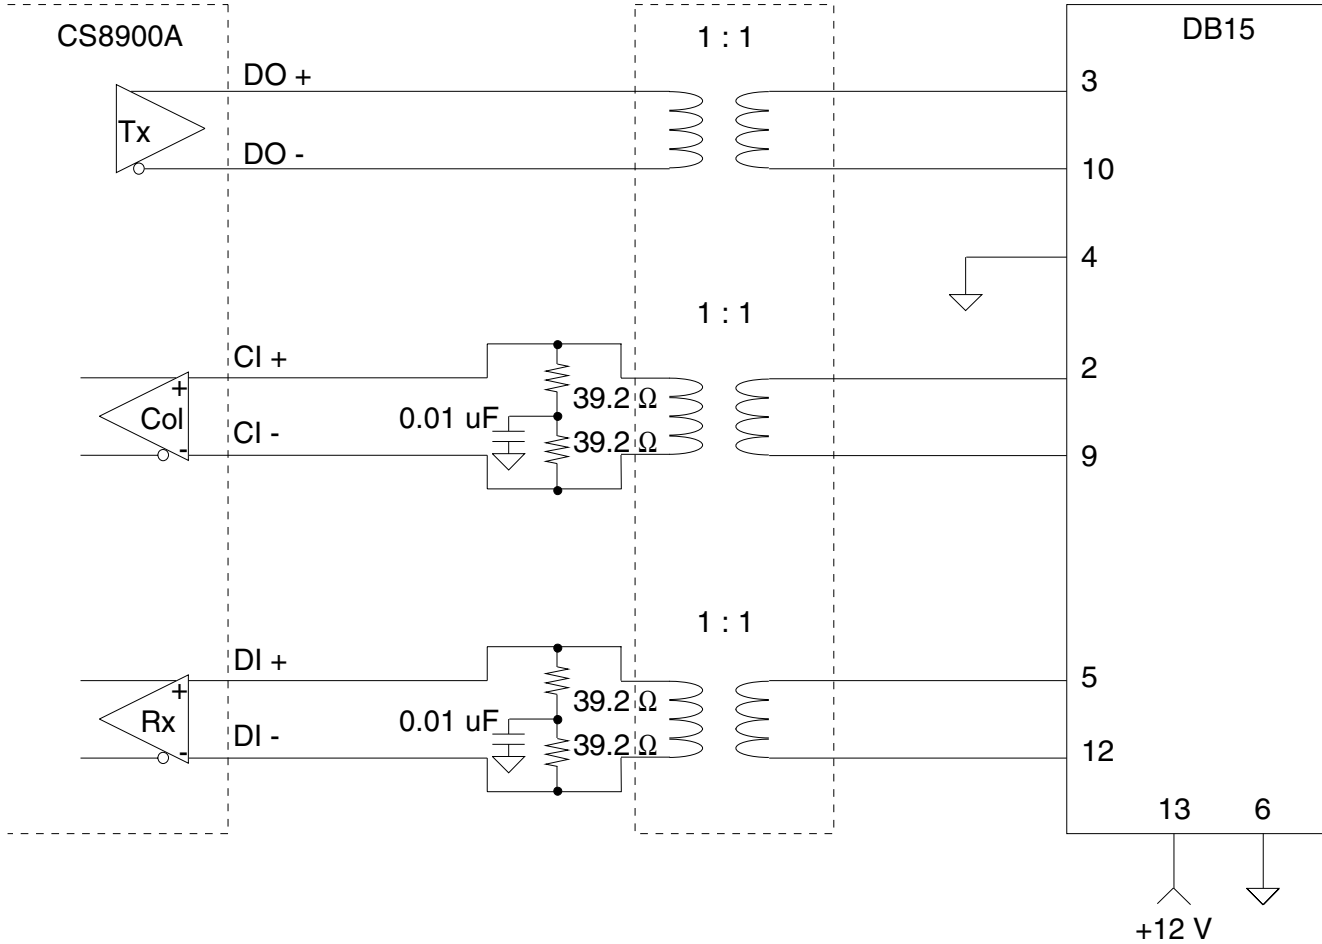 CS8900A
1 : 1
DB15
DO +
3
Tx
DO -
10
4
1 : 1
CI +
2
+
39.2 Ω
Col
0.01 uF
CI -
39.2 Ω
-
9
1 : 1
DI +
5
+
39.2 Ω
Rx
0.01 uF
DI -
39.2 Ω
-
12
13
6
+12 V